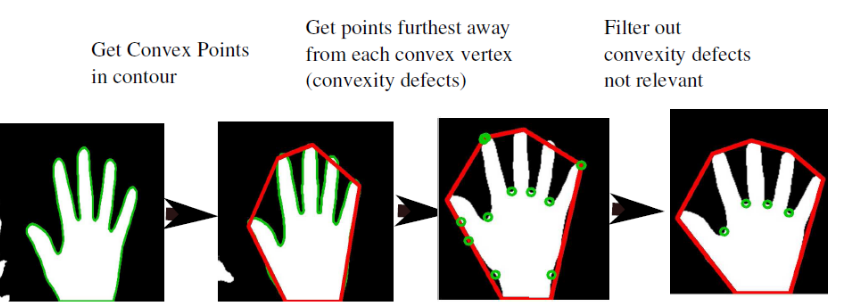 Get Convex Points
in contour
Get points furthest away
from each convex vertex
(convexity defects)
Filter out
convexity defects
not relevant